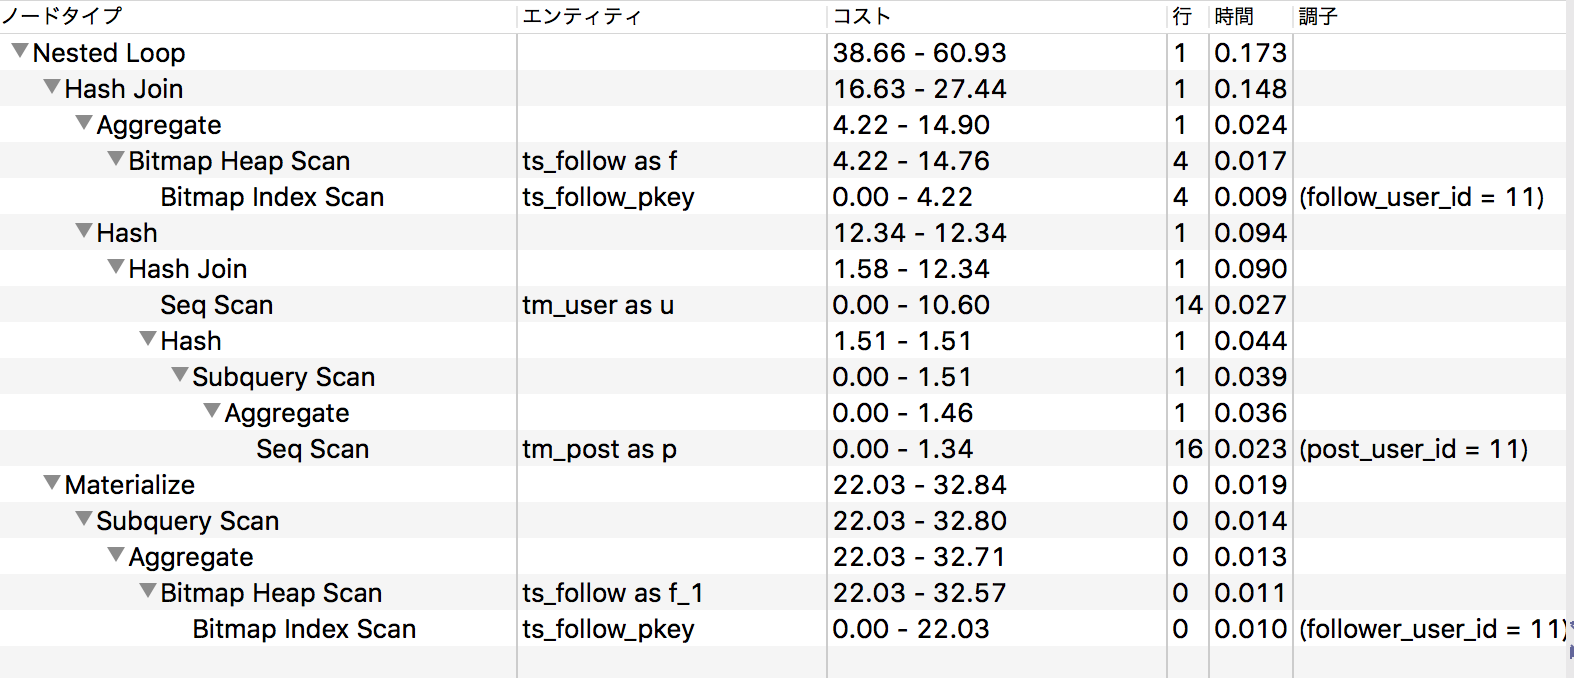 ノードタイプ エンティティ コスト 行 時間 調子
Nested Loop 38.66 - 60.93 1 0.173
Hash Join 16.63 - 27.44 1 0.148
Aggregate 4.22 - 14.90 1 0.024
Bitmap Heap Scan ts_follow as f 4.22 - 14.76 4 0.017
Bitmap Index Scan ts_follow_pkey 0.00 - 4.22 4 0.009 (follow_user_id = 11)
Hash 12.34 - 12.34 1 0.094
Hash Join 1.58 - 12.34 1 0.090
Seq Scan tm_user as u 0.00 - 10.60 14 0.027
Hash 1.51 - 1.51 1 0.044
Subquery Scan 0.00 - 1.51 1 0.039
Aggregate 0.00 - 1.46 1 0.036
Seq Scan tm_post as p 0.00 - 1.34 16 0.023 (post_user_id = 11)
Materialize 22.03 - 32.84 0 0.019
Subquery Scan 22.03 - 32.80 0 0.014
Aggregate 22.03 - 32.71 0 0.013
Bitmap Heap Scan ts_follow as f_1 22.03 - 32.57 0 0.011
Bitmap Index Scan ts_follow_pkey 0.00 - 22.03 0 0.010 (follower_user_id = 11)